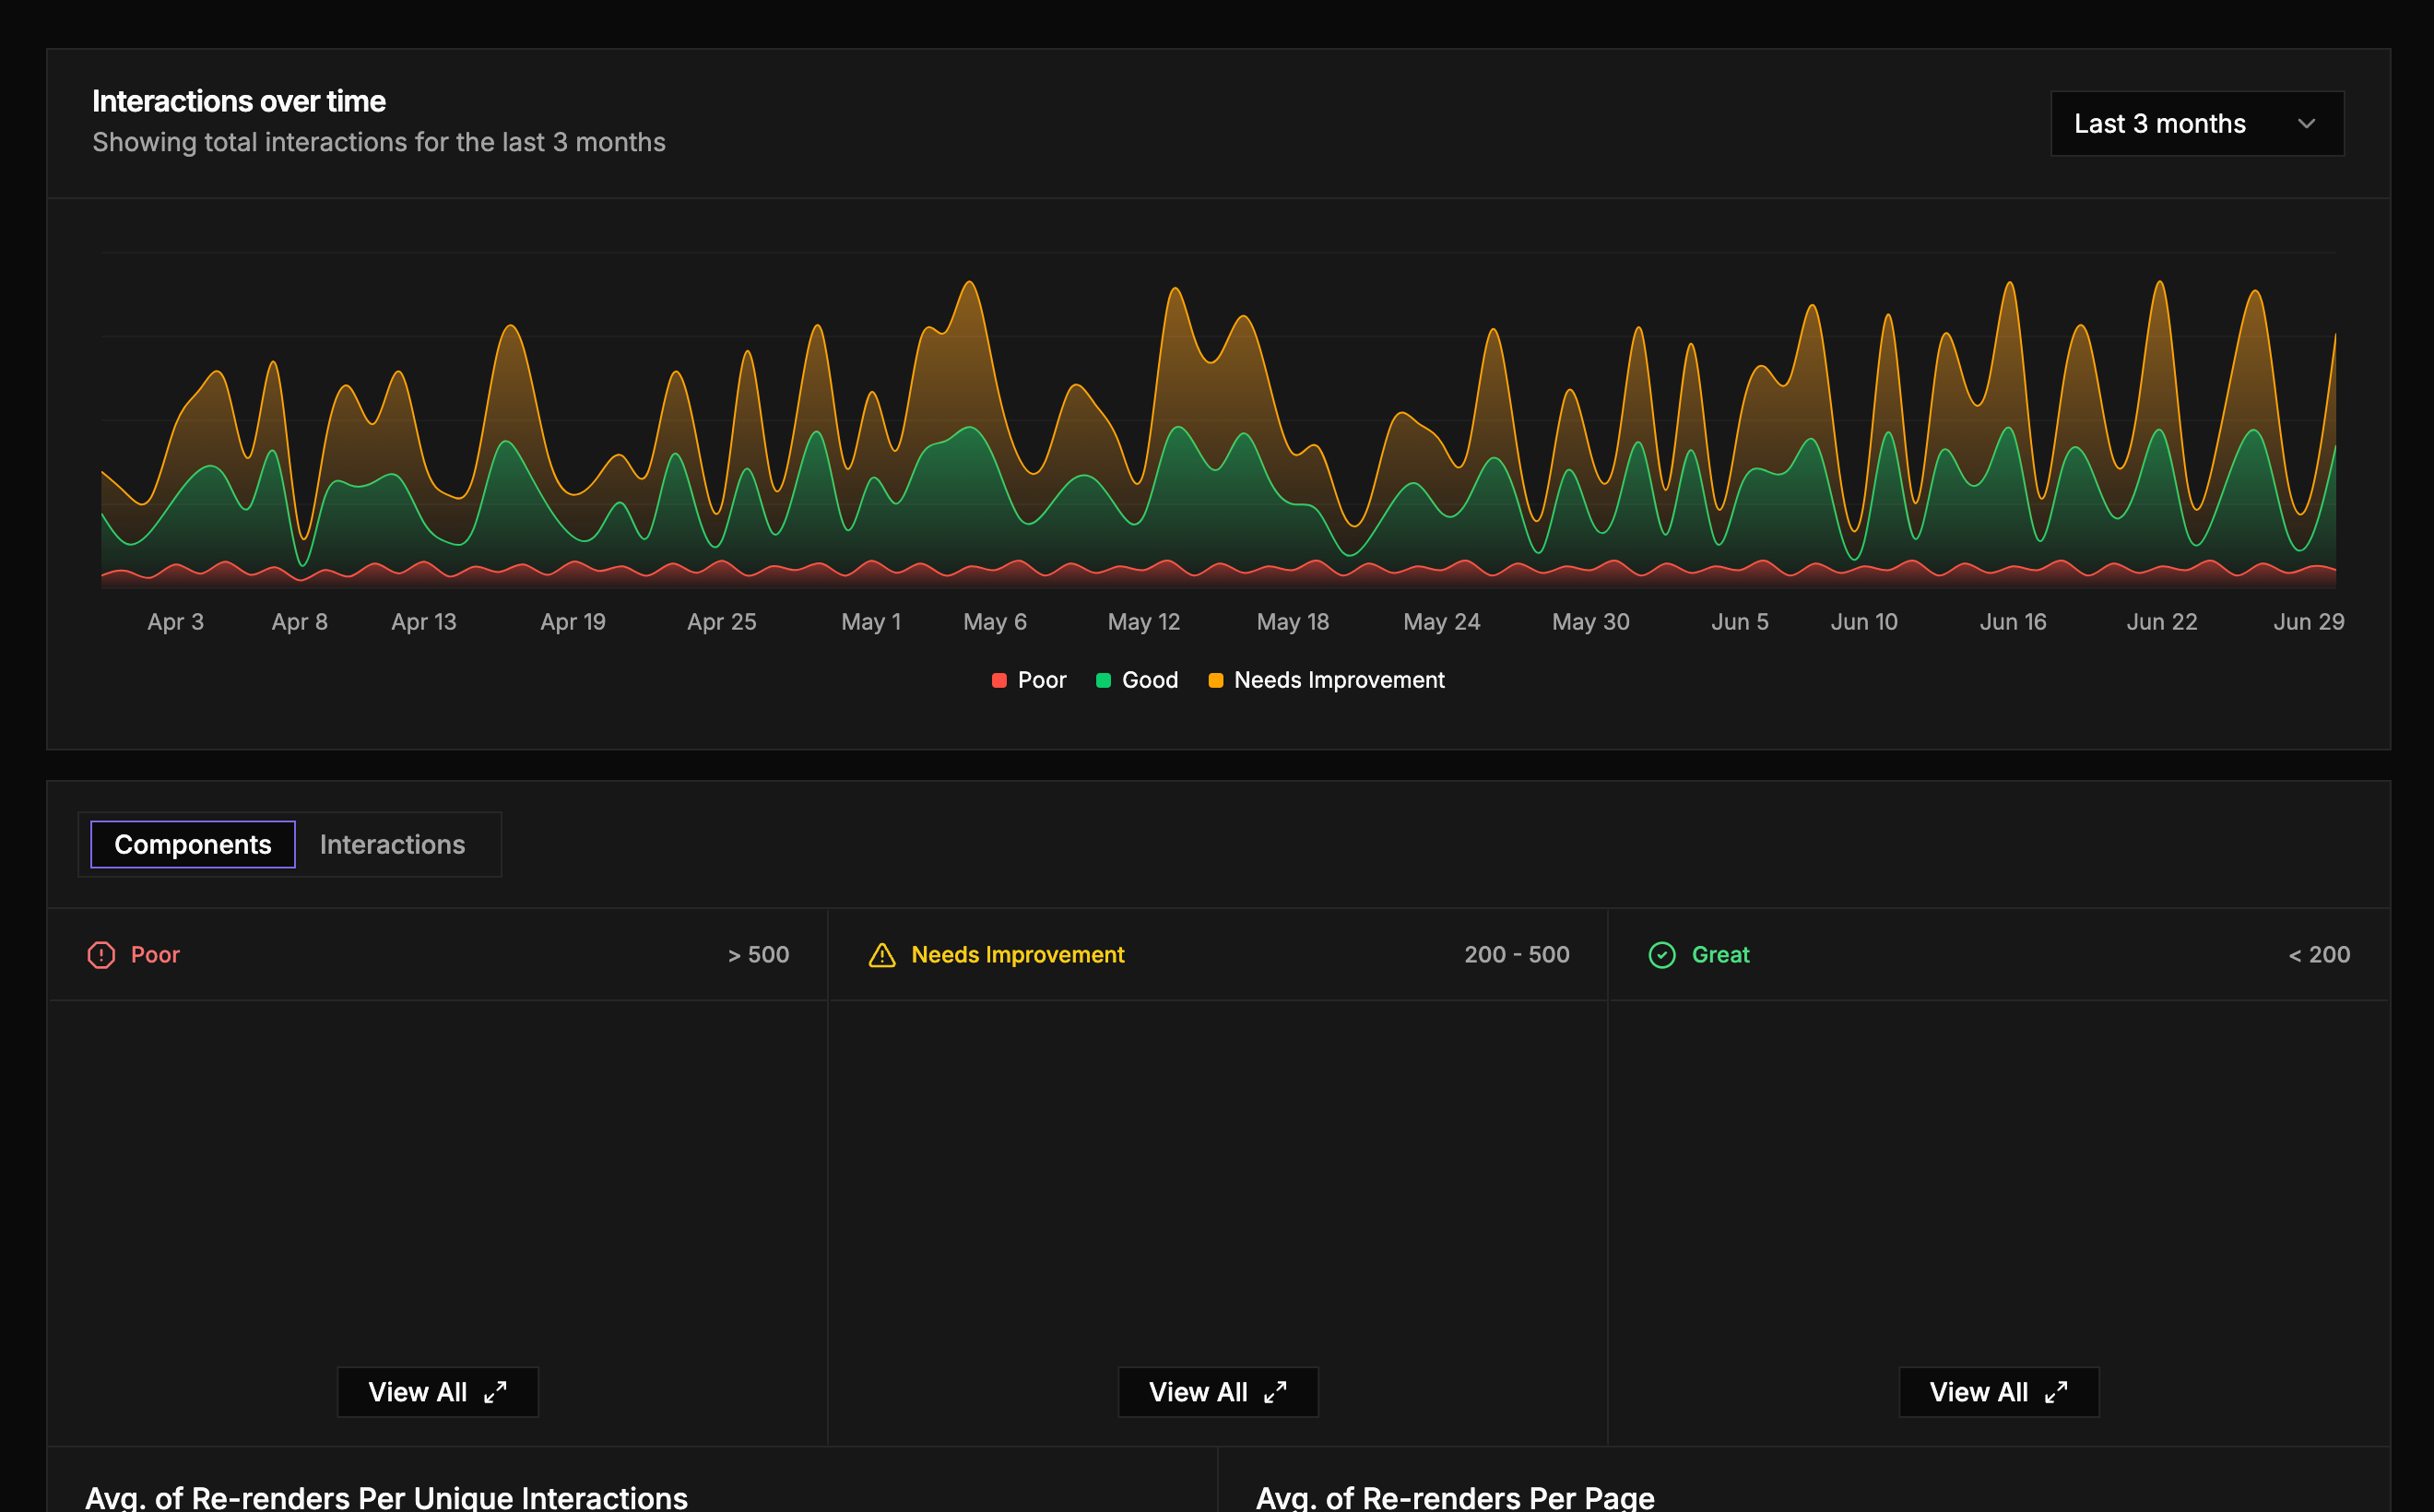 Interactions over time
Showing total interactions for the last 3 months
Last 3 months
Apr 3 Apr 8 Apr 13 Apr 19 Apr 25 May 1 May 6 May 12 May 18 May 24 May 30 Jun 5 Jun 10 Jun 16 Jun 22 Jun 29
Poor Good Needs Improvement
Components Interactions
Poor > 500 Needs Improvement 200 - 500 Great < 200
View All View All View All
Avg. of Re-renders Per Unique Interactions Avg. of Re-renders Per Page